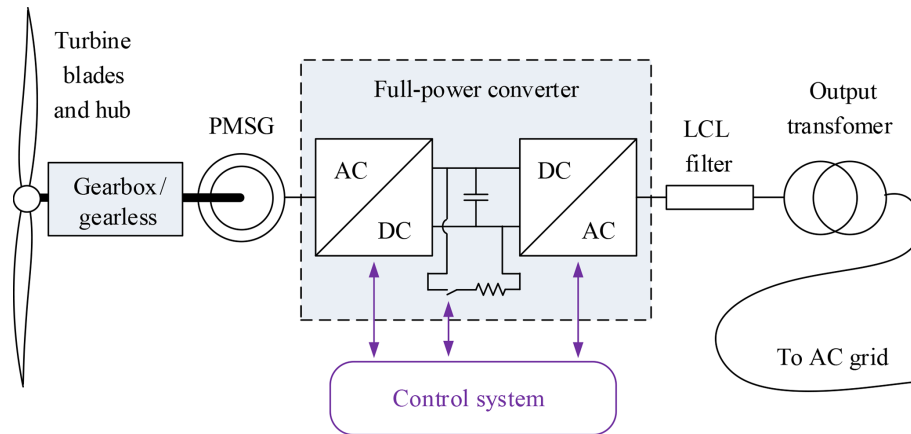 Turbine
blades
and hub
Gearbox/
gearless
PMSG
Full-power converter
AC
DC
DC
AC
LCL
filter
Output
transfomer
To AC grid
Control system